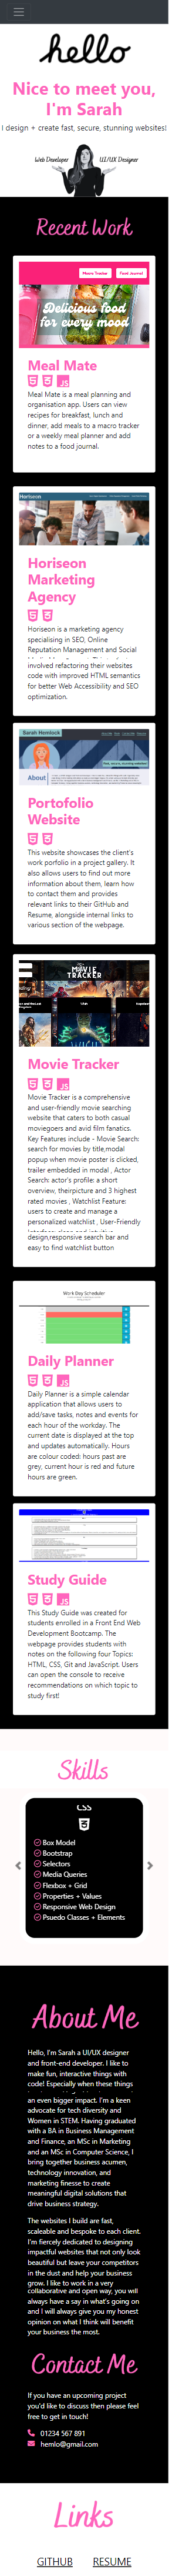 hello
Nice to meet you,
I'm Sarah
I design + create fast, secure, stunning websites!
Web Developer
UI/UX Designer
Recent Work
Movie Tracker
Food Journal
Delicious food
for every mood
Meal Mate
JS
Meal Mate is a meal planning and
organisation app. Users can view
recipes for breakfast, lunch and
dinner, add meals to a macro tracker
or a weekly meal planner and add
notes to a food journal.
Horiseon
Horiseon
Marketing
Agency
Horiseon is a marketing agency
specialising in SEO, Online
Reputation Management and Social
involved refactoring their websites
code with improved HTML semantics
for better Web Accessibility and SEO
optimization.
Sarah Hemlock
About
Portofolio
Website
This website showcases the client's
work porfolio in a project gallery. It
also allows users to find out more
information about them, learn how
to contact them and provides
relevant links to their GitHub and
Resume, alongside internal links to
various section of the webpage.
MOVIE
TRACKER
Movie Tracker
JS
Movie Tracker is a comprehensive
and user-friendly movie searching
website that caters to both casual
moviegoers and avid film fanatics.
Key Features include - Movie Search:
search for movies by title,modal
popup when movie poster is clicked,
trailer embedded in modal , Actor
Search: actor's profile: a short
overview, theirpicture and 3 highest
rated movies , Watchlist Feature:
users to create and manage a
personalized watchlist , User-Friendly
design,responsive search bar and
easy to find watchlist button
Work Day Scheduler
Daily Planner
JS
Daily Planner is a simple calendar
application that allows users to
add/save tasks, notes and events for
each hour of the workday. The
current date is displayed at the top
and updates automatically. Hours
are colour coded: hours past are
grey, current hour is red and future
hours are green.
Study Guide
JS
This Study Guide was created for
students enrolled in a Front End Web
Development Bootcamp. The
webpage provides students with
notes on the following four Topics:
HTML, CSS, Git and JavaScript. Users
can open the console to receive
recommendations on which topic to
study first!
Skills
CSS
Box Model
Bootstrap
Selectors
Media Queries
Flexbox + Grid
Properties + Values
Responsive Web Design
Psuedo Classes + Elements
About Me
Hello, I'm Sarah a UI/UX designer
and front-end developer. I like to
make fun, interactive things with
code! Especially when these things
an even bigger impact. I'm a keen
advocate for tech diversity and
Women in STEM. Having graduated
with a BA in Business Management
and Finance, an MSc in Marketing
and an MSc in Computer Science, I
bring together business acumen,
technology innovation, and
marketing finesse to create
meaningful digital solutions that
drive business strategy.
The websites I build are fast,
scaleable and bespoke to each client.
I'm fiercely dedicated to designing
impactful websites that not only look
beautiful but leave your competitors
in the dust and help your business
grow. I like to work in a very
collaborative and open way, you will
always have a say in what's going on
and I will always give you my honest
opinion on what I think will benefit
your business the most.
Contact Me
If you have an upcoming project
you'd like to discuss then please feel
free to get in touch!
01234 567 891
hemlo@gmail.com
Links
GITHUB
RESUME